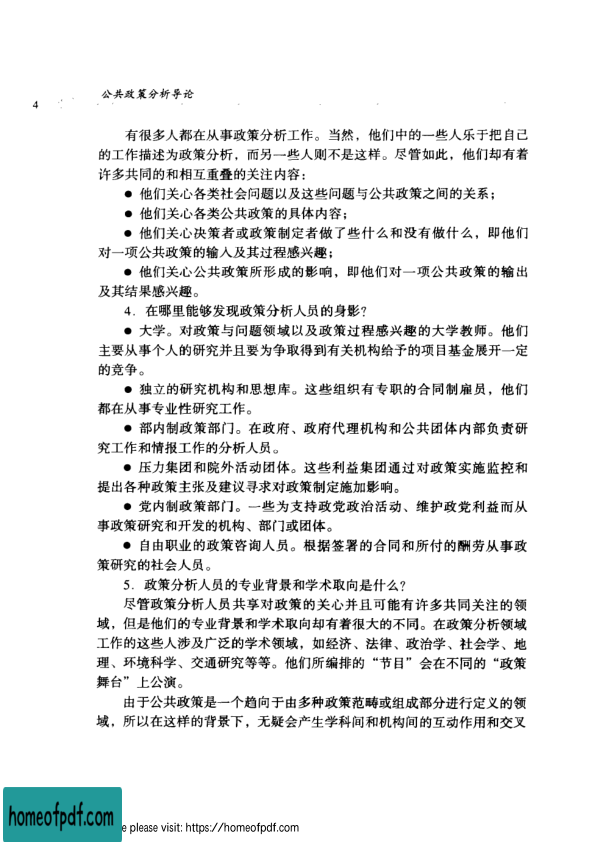 4
公共政策分析导论
有很多人都在从事政策分析工作。当然，他们中的一些人乐于把自己
的工作描述为政策分析，而另一些人则不是这样。尽管如此，他们却有着
许多共同的和相互重叠的关注内容：
● 他们关心各类社会问题以及这些问题与公共政策之间的关系；
● 他们关心各类公共政策的具体内容；
● 他们关心决策者或政策制定者做了些什么和没有做什么，即他们
对一项公共政策的输入及其过程感兴趣；
● 他们关心公共政策所形成的影响，即他们对一项公共政策的输出
及其结果感兴趣。
4．在哪里能够发现政策分析人员的身影？
● 大学。对政策与问题领域以及政策过程感兴趣的大学教师。他们
主要从事个人的研究并且要为争取得到有关机构给予的项目基金展开一定
的竞争。
● 独立的研究机构和思想库。这些组织有专职的合同制雇员，他们
都在从事专业性研究工作。
● 部内制政策部门。在政府、政府代理机构和公共团体内部负责研
究工作和情报工作的分析人员。
● 压力集团和院外活动团体。这些利益集团通过对政策实施监控和
提出各种政策主张及建议寻求对政策制定施加影响。
● 党内制政策部门。一些为支持政党政治活动、维护政党利益而从
事政策研究和开发的机构、部门或团体。
● 自由职业的政策咨询人员。根据签署的合同和所付的酬劳从事政
策研究的社会人员。
5．政策分析人员的专业背景和学术取向是什么？
尽管政策分析人员共享对政策的关心并且可能有许多共同关注的领
域，但是他们的专业背景和学术取向却有着很大的不同。在政策分析领域
工作的这些人涉及广泛的学术领域，如经济、法律、政治学、社会学、地
理、环境科学、交通研究等等。他们所编排的“节目”会在不同的“政策
舞台”上公演。
由于公共政策是一个趋向于由多种政策范畴或组成部分进行定义的领
域，所以在这样的背景下，无疑会产生学科间和机构间的互动作用和交叉
homeofpdf.com
e please visit: https://homeofpdf.com